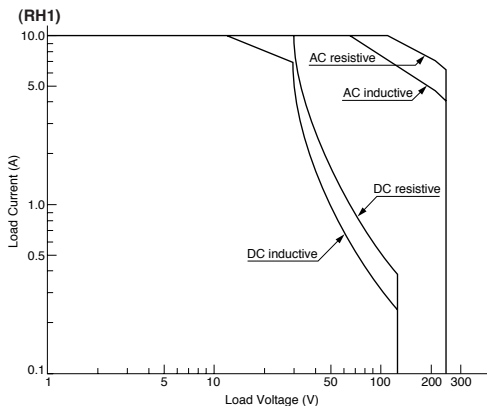 (RH1)
10.0
5.0
1.0
0.5
0.1
Load Current (A)
AC resistive
AC inductive
DC resistive
DC inductive
1 5 10 50 100 200 300
Load Voltage (V)